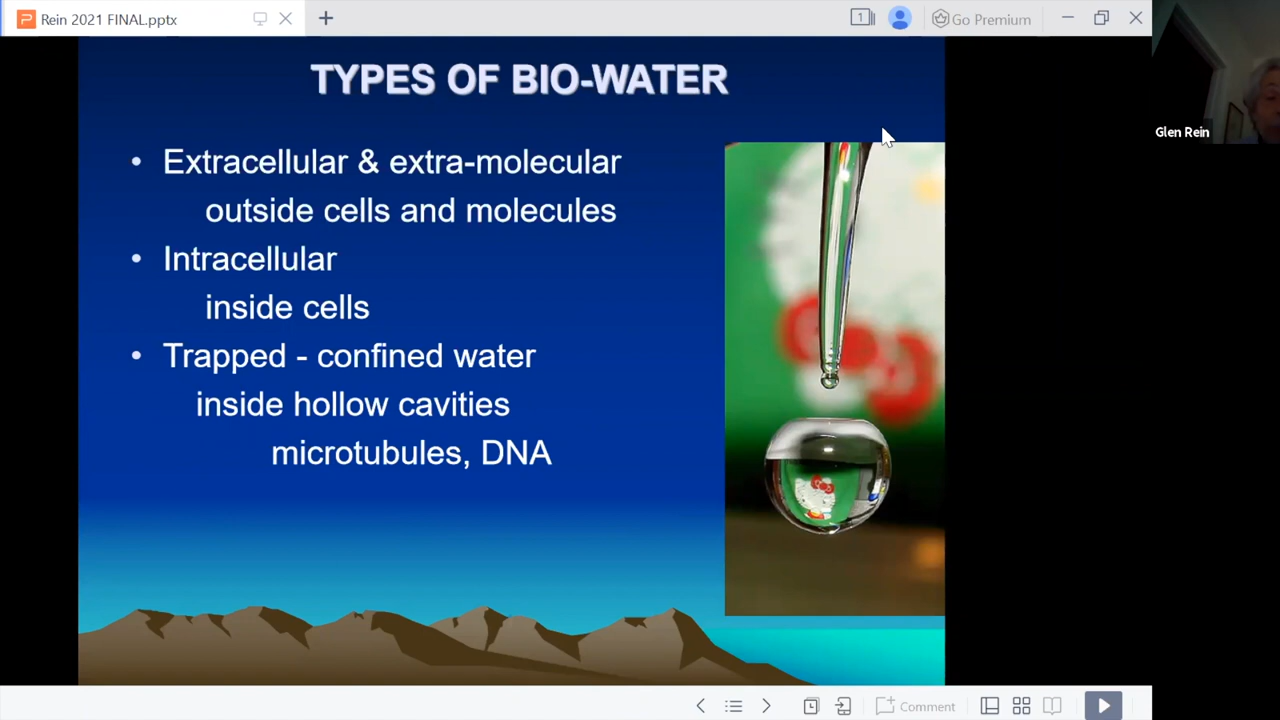 Rein 2021 FINAL.pptx
1
Go Premium
TYPES OF BIO-WATER
• Extracellular & extra-molecular
outside cells and molecules
• Intracellular
inside cells
• Trapped - confined water
inside hollow cavities
microtubules, DNA
Glen Rein
Comment